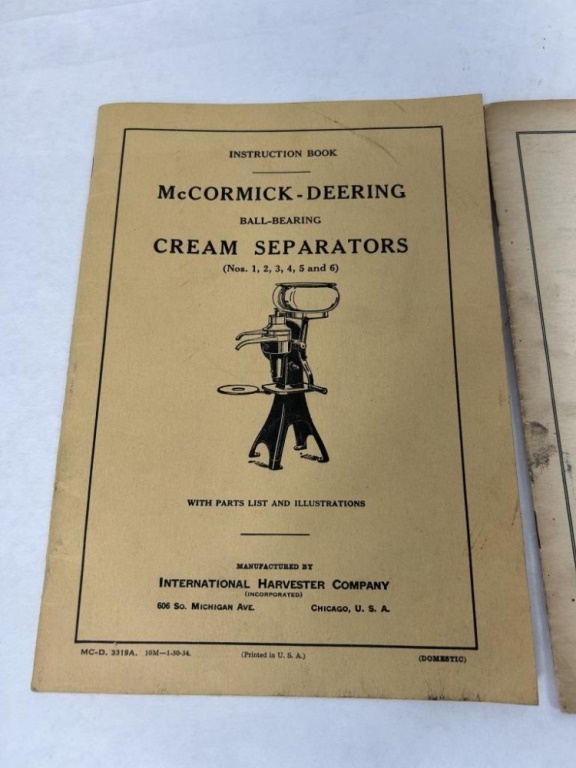 INSTRUCTION BOOK
McCORMICK-DEERING
BALL-BEARING
CREAM SEPARATORS
(Nos. 1, 2, 3, 4, 5 and 6)
WITH PARTS LIST AND ILLUSTRATIONS
MANUFACTURED BY
INTERNATIONAL HARVESTER COMPANY
(INCORPORATED)
606 SO. MICHIGAN AVE. CHICAGO, U. S. A.
MC-D. 3319A. 10M—1-30-34. (Printed in U. S. A.) (DOMESTIC)